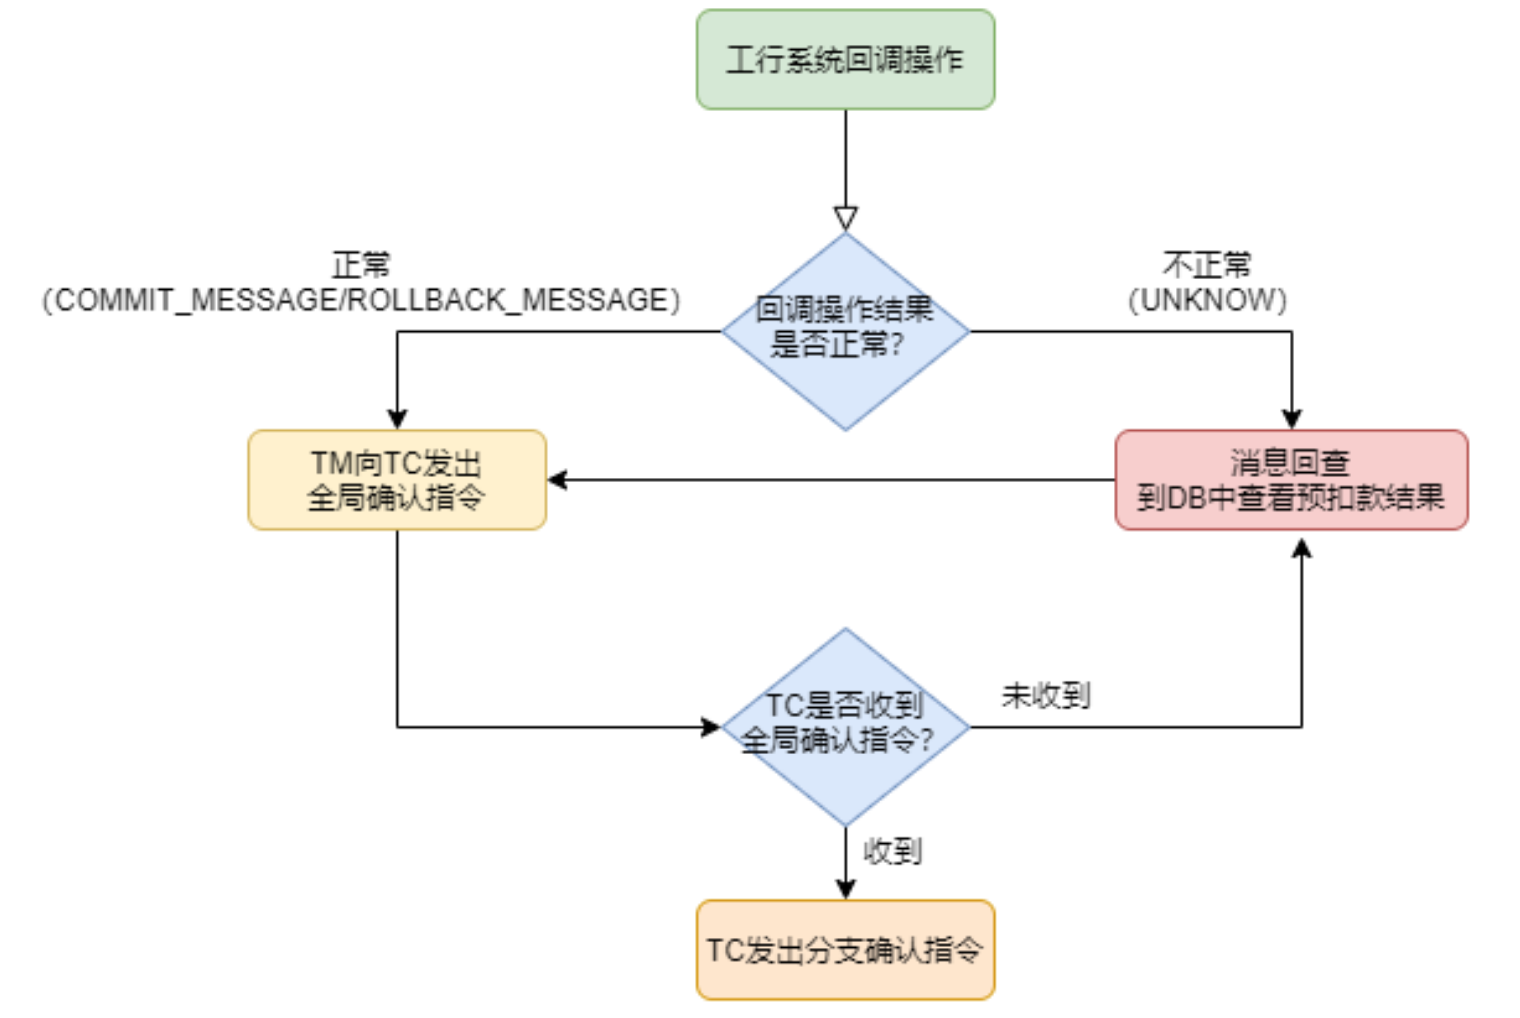 工行系统回调操作
正常
(COMMIT_MESSAGE/ROLLBACK_MESSAGE)
不正常
(UNKNOW)
回调操作结果
是否正常?
TM向TC发出
全局确认指令
消息回查
到DB中查看预扣款结果
TC是否收到
全局确认指令?
未收到
收到
TC发出分支确认指令